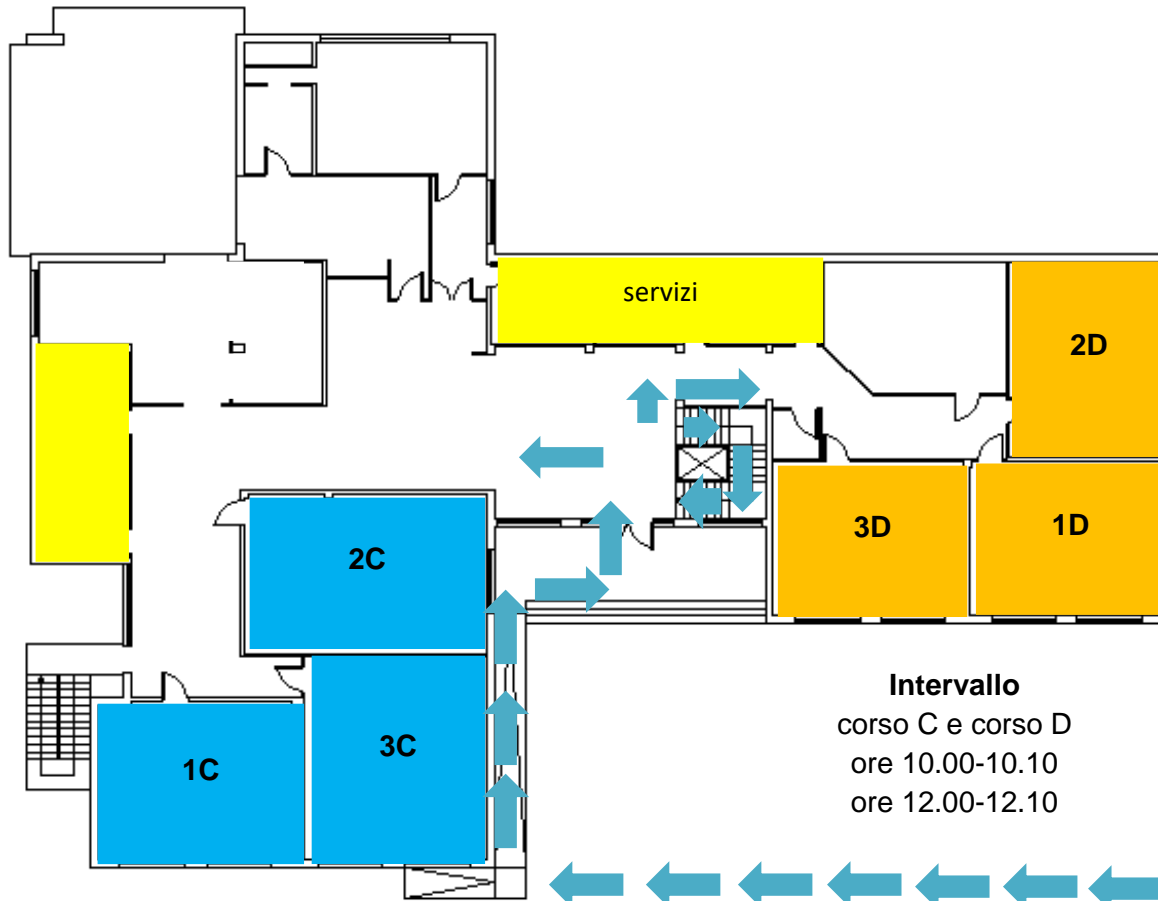 servizi
2D
2C
3D
1D
1C
3C
Intervallo
corso C e corso D
ore 10.00-10.10
ore 12.00-12.10